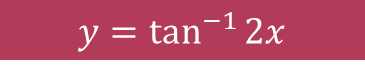 y = tan⁻¹ 2x